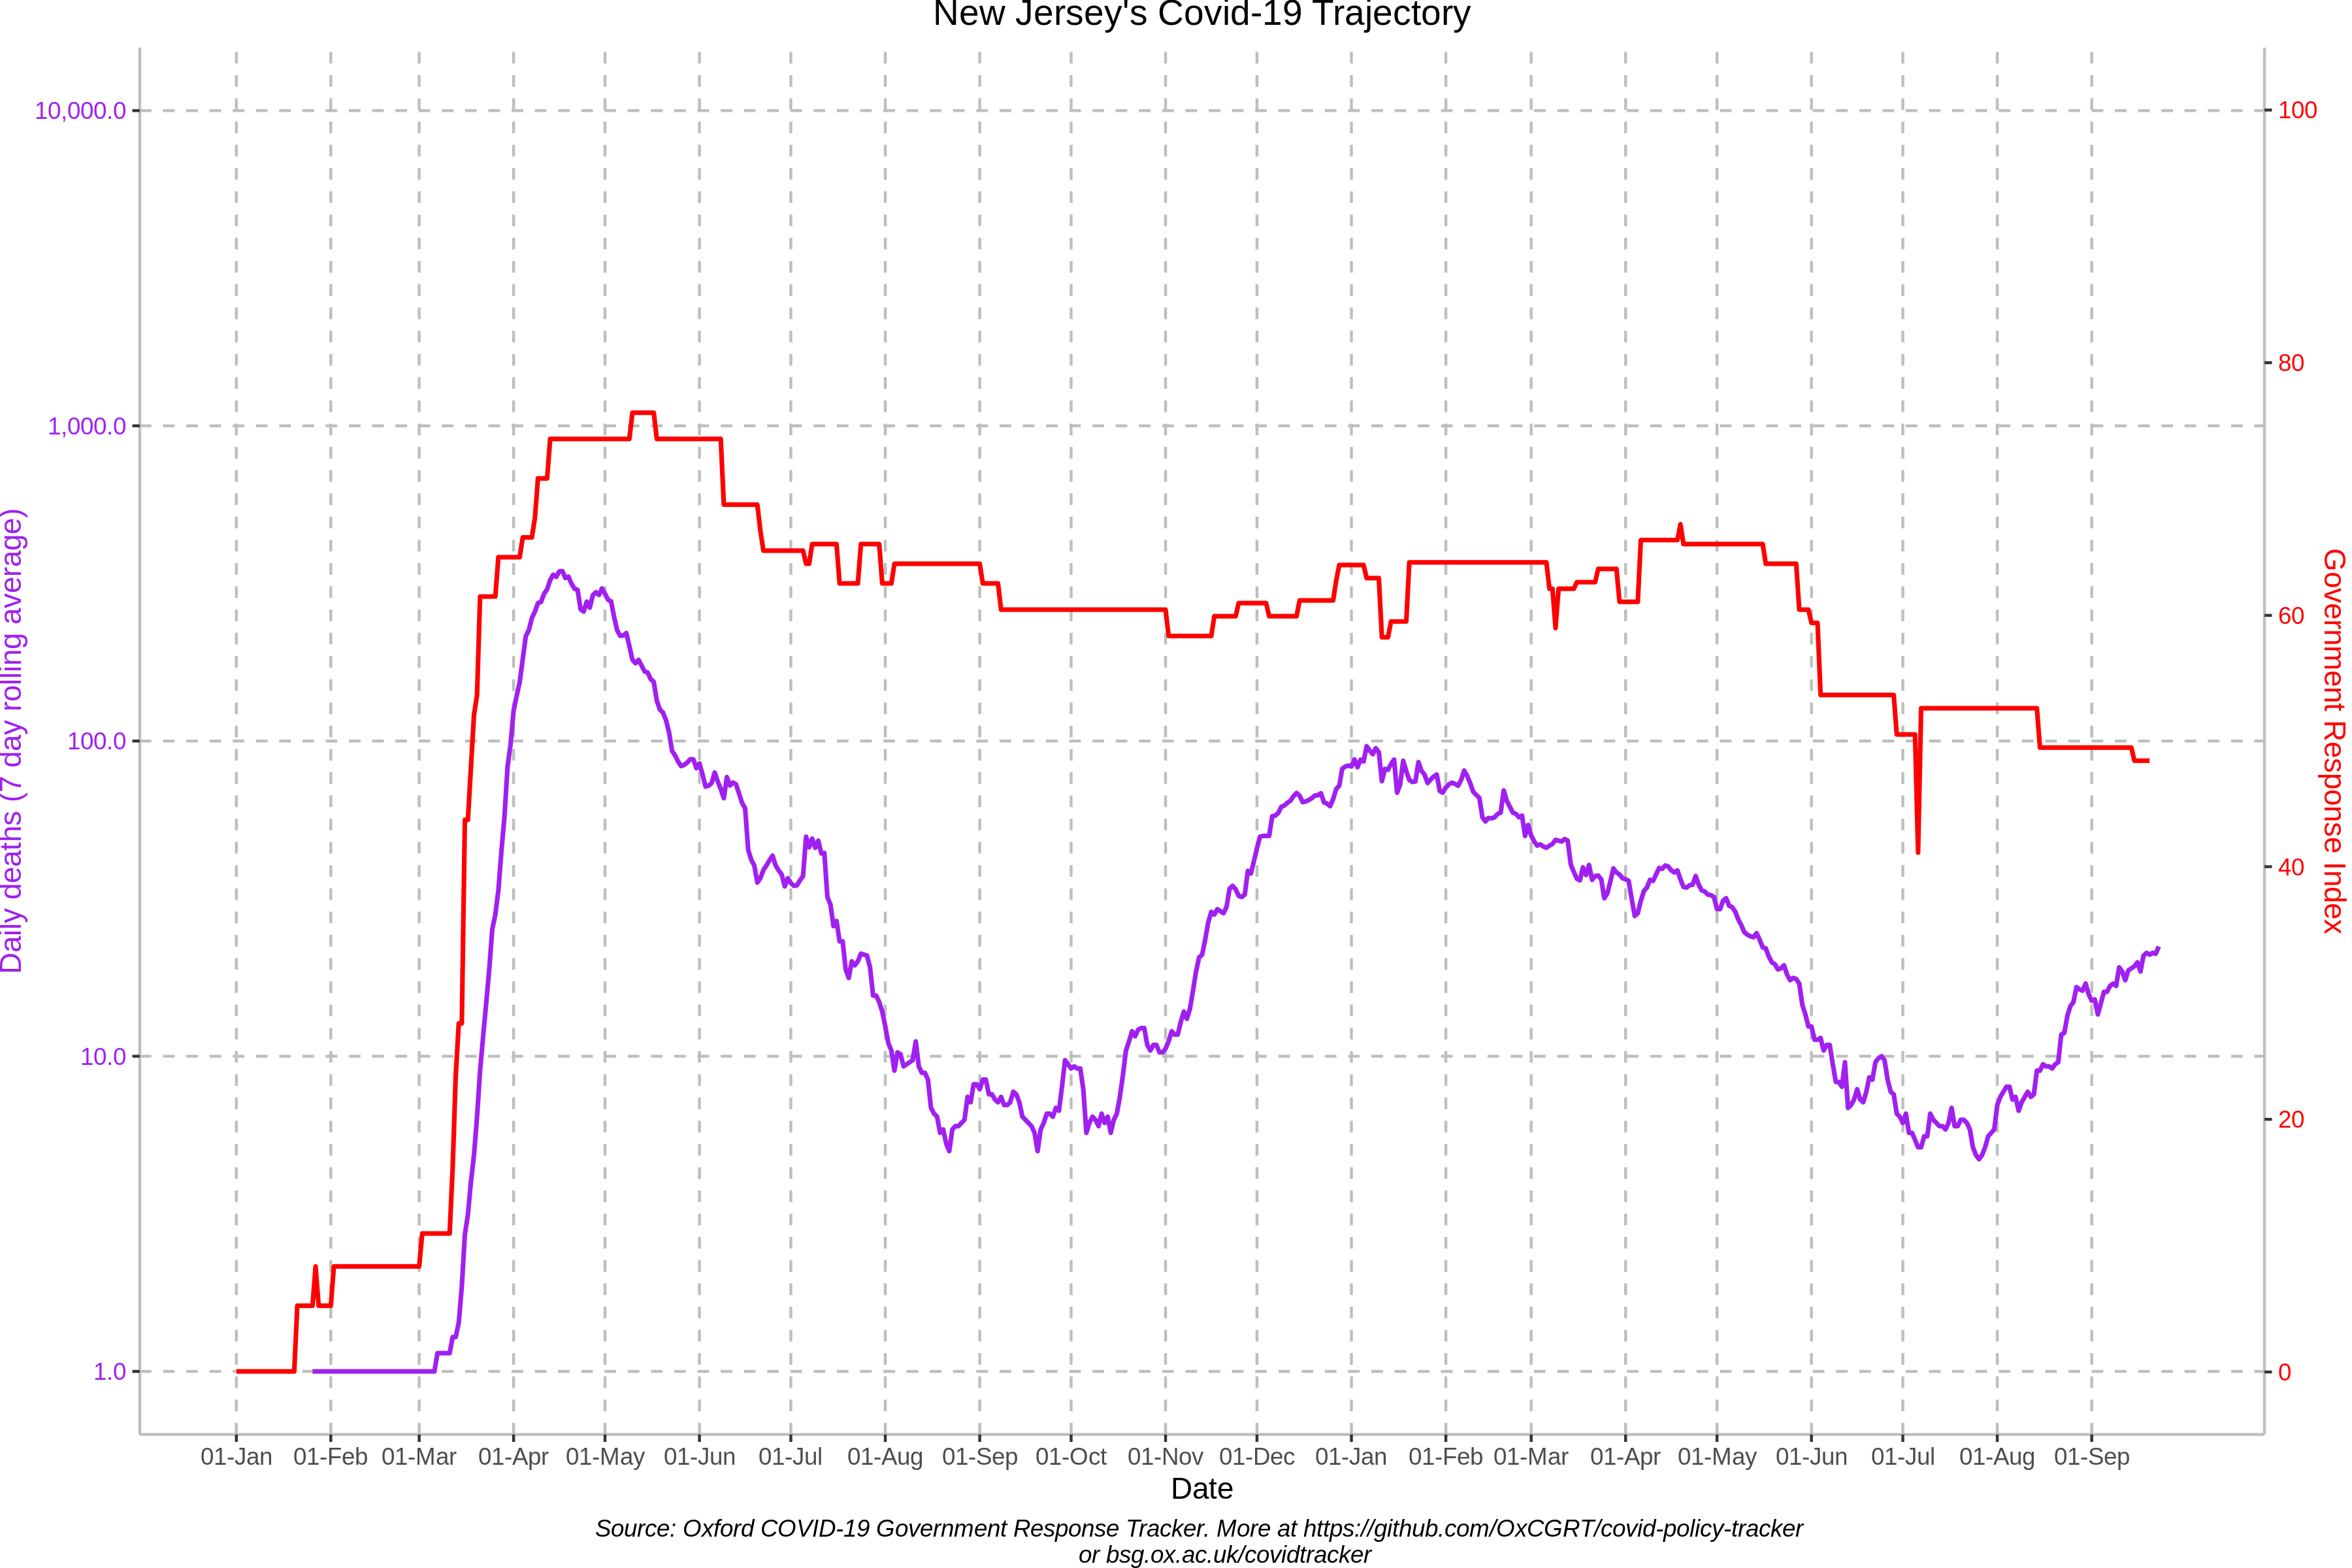 New Jersey's Covid-19 Trajectory
10,000.0
1,000.0
100.0
10.0
1.0
Daily deaths (7 day rolling average)
100
80
60
40
20
0
Government Response Index
01-Jan 01-Feb 01-Mar 01-Apr 01-May 01-Jun 01-Jul 01-Aug 01-Sep 01-Oct 01-Nov 01-Dec 01-Jan 01-Feb 01-Mar 01-Apr 01-May 01-Jun 01-Jul 01-Aug 01-Sep
Date
Source: Oxford COVID-19 Government Response Tracker. More at https://github.com/OxCGRT/covid-policy-tracker
or bsg.ox.ac.uk/covidtracker